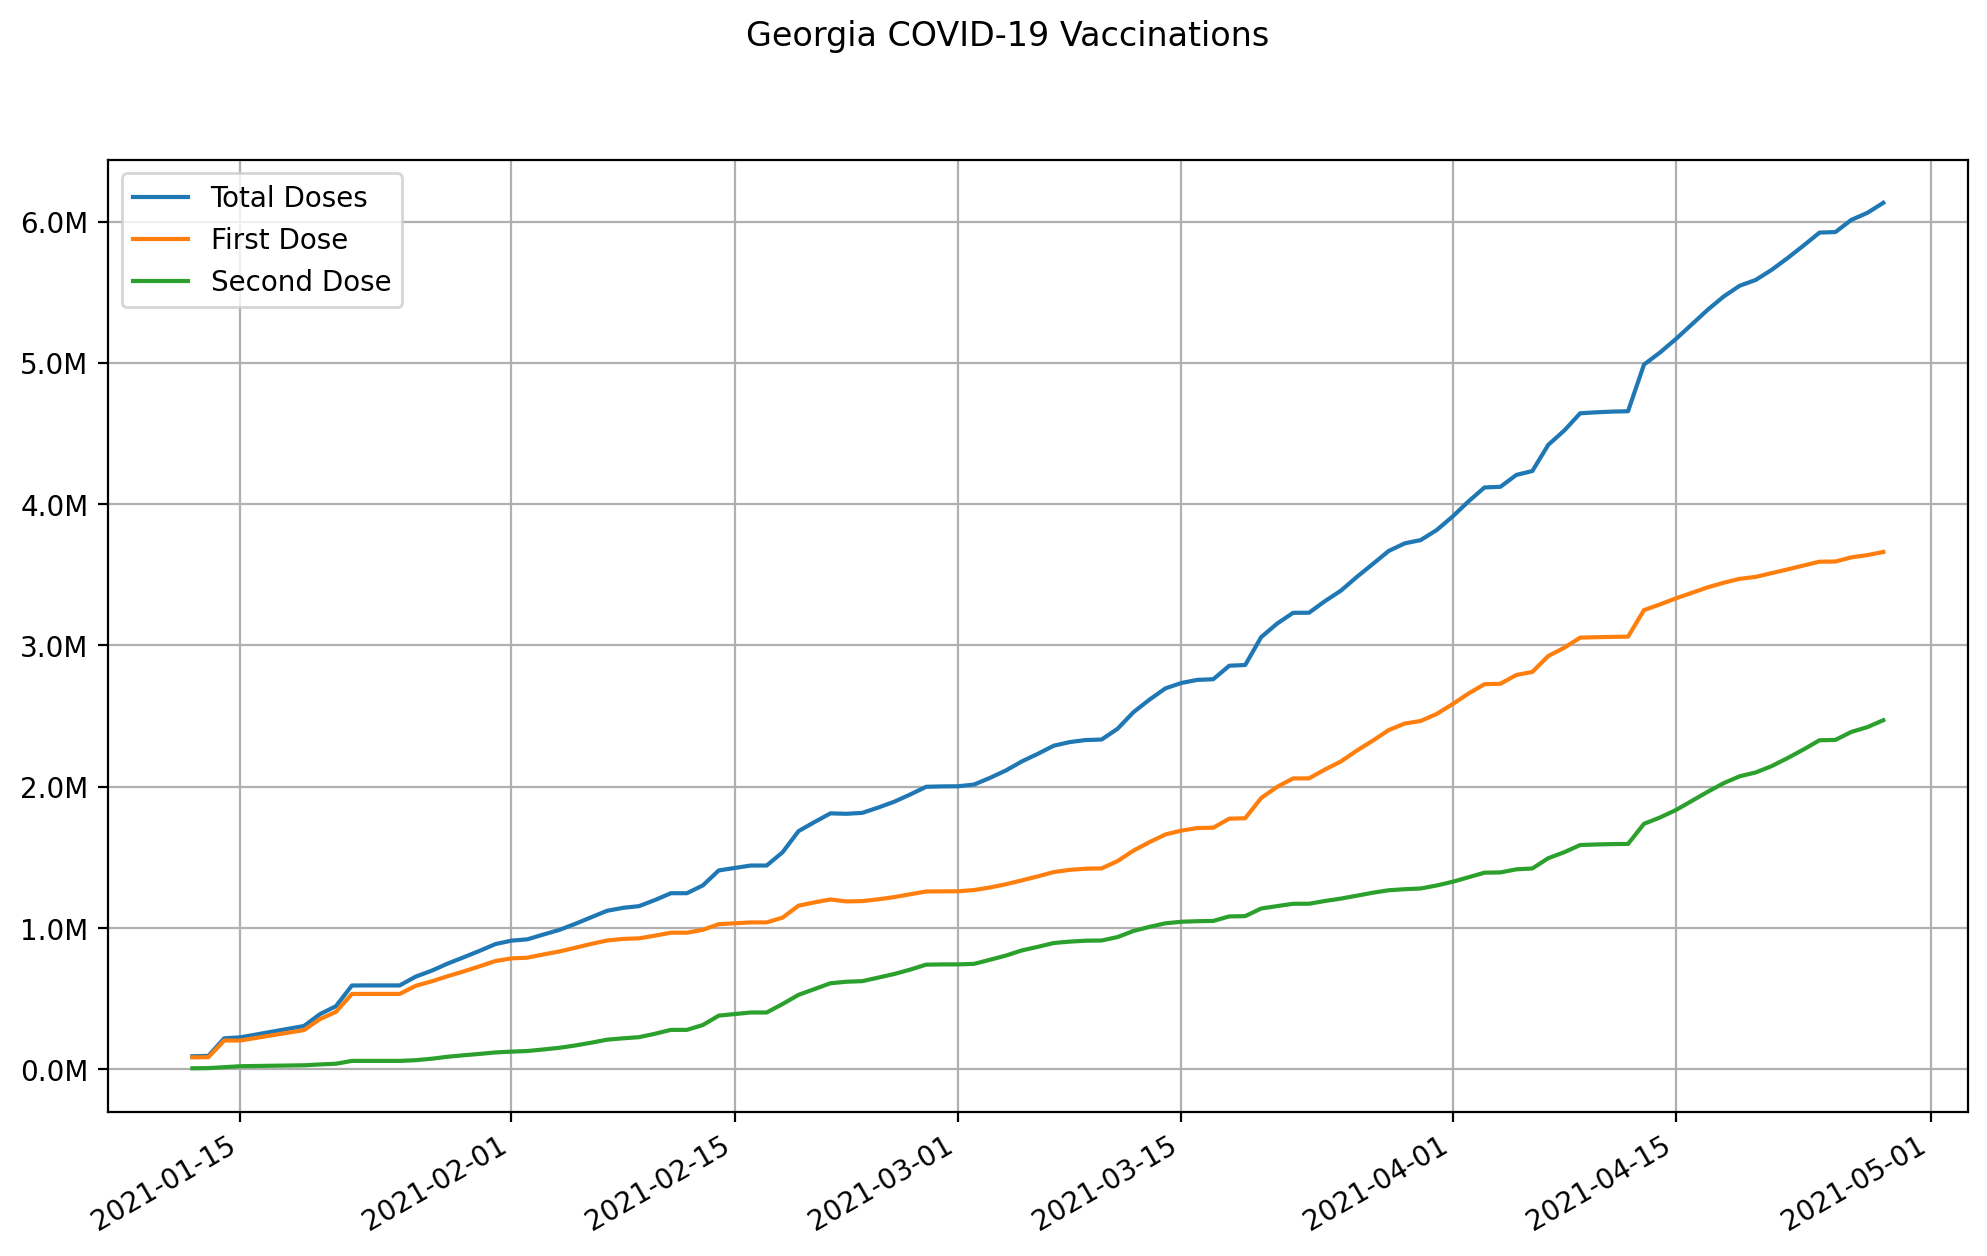 Georgia COVID-19 Vaccinations
Total Doses
First Dose
Second Dose
6.0M
5.0M
4.0M
3.0M
2.0M
1.0M
0.0M
2021-01-15
2021-02-01
2021-02-15
2021-03-01
2021-03-15
2021-04-01
2021-04-15
2021-05-01